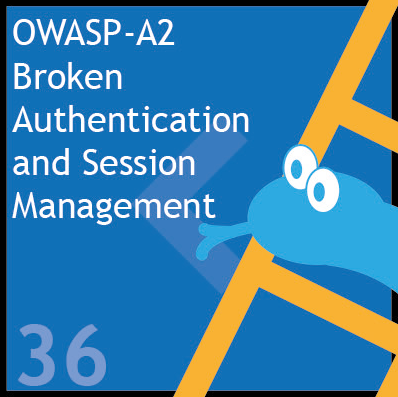 OWASP-A2
Broken
Authentication
and Session
Management
36